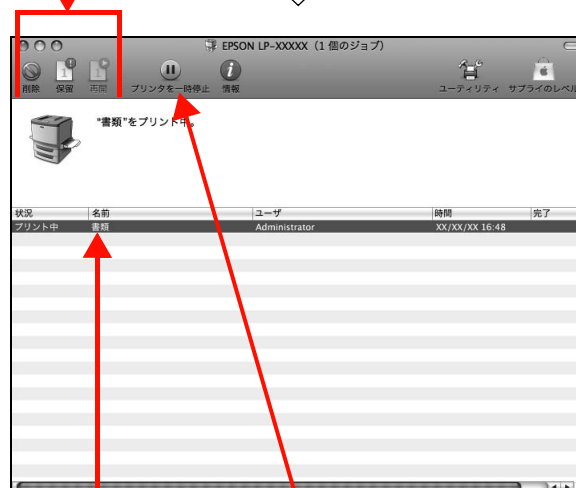 EPSON LP-XXXXX（1 個のジョブ）
削除 保留 再開 プリンタを一時停止 情報 ユーティリティ サプライのレベル
"書類"をプリント中。
状況 名前 ユーザ 時間 完了
プリント中 書類 Administrator XX/XX/XX 16:48